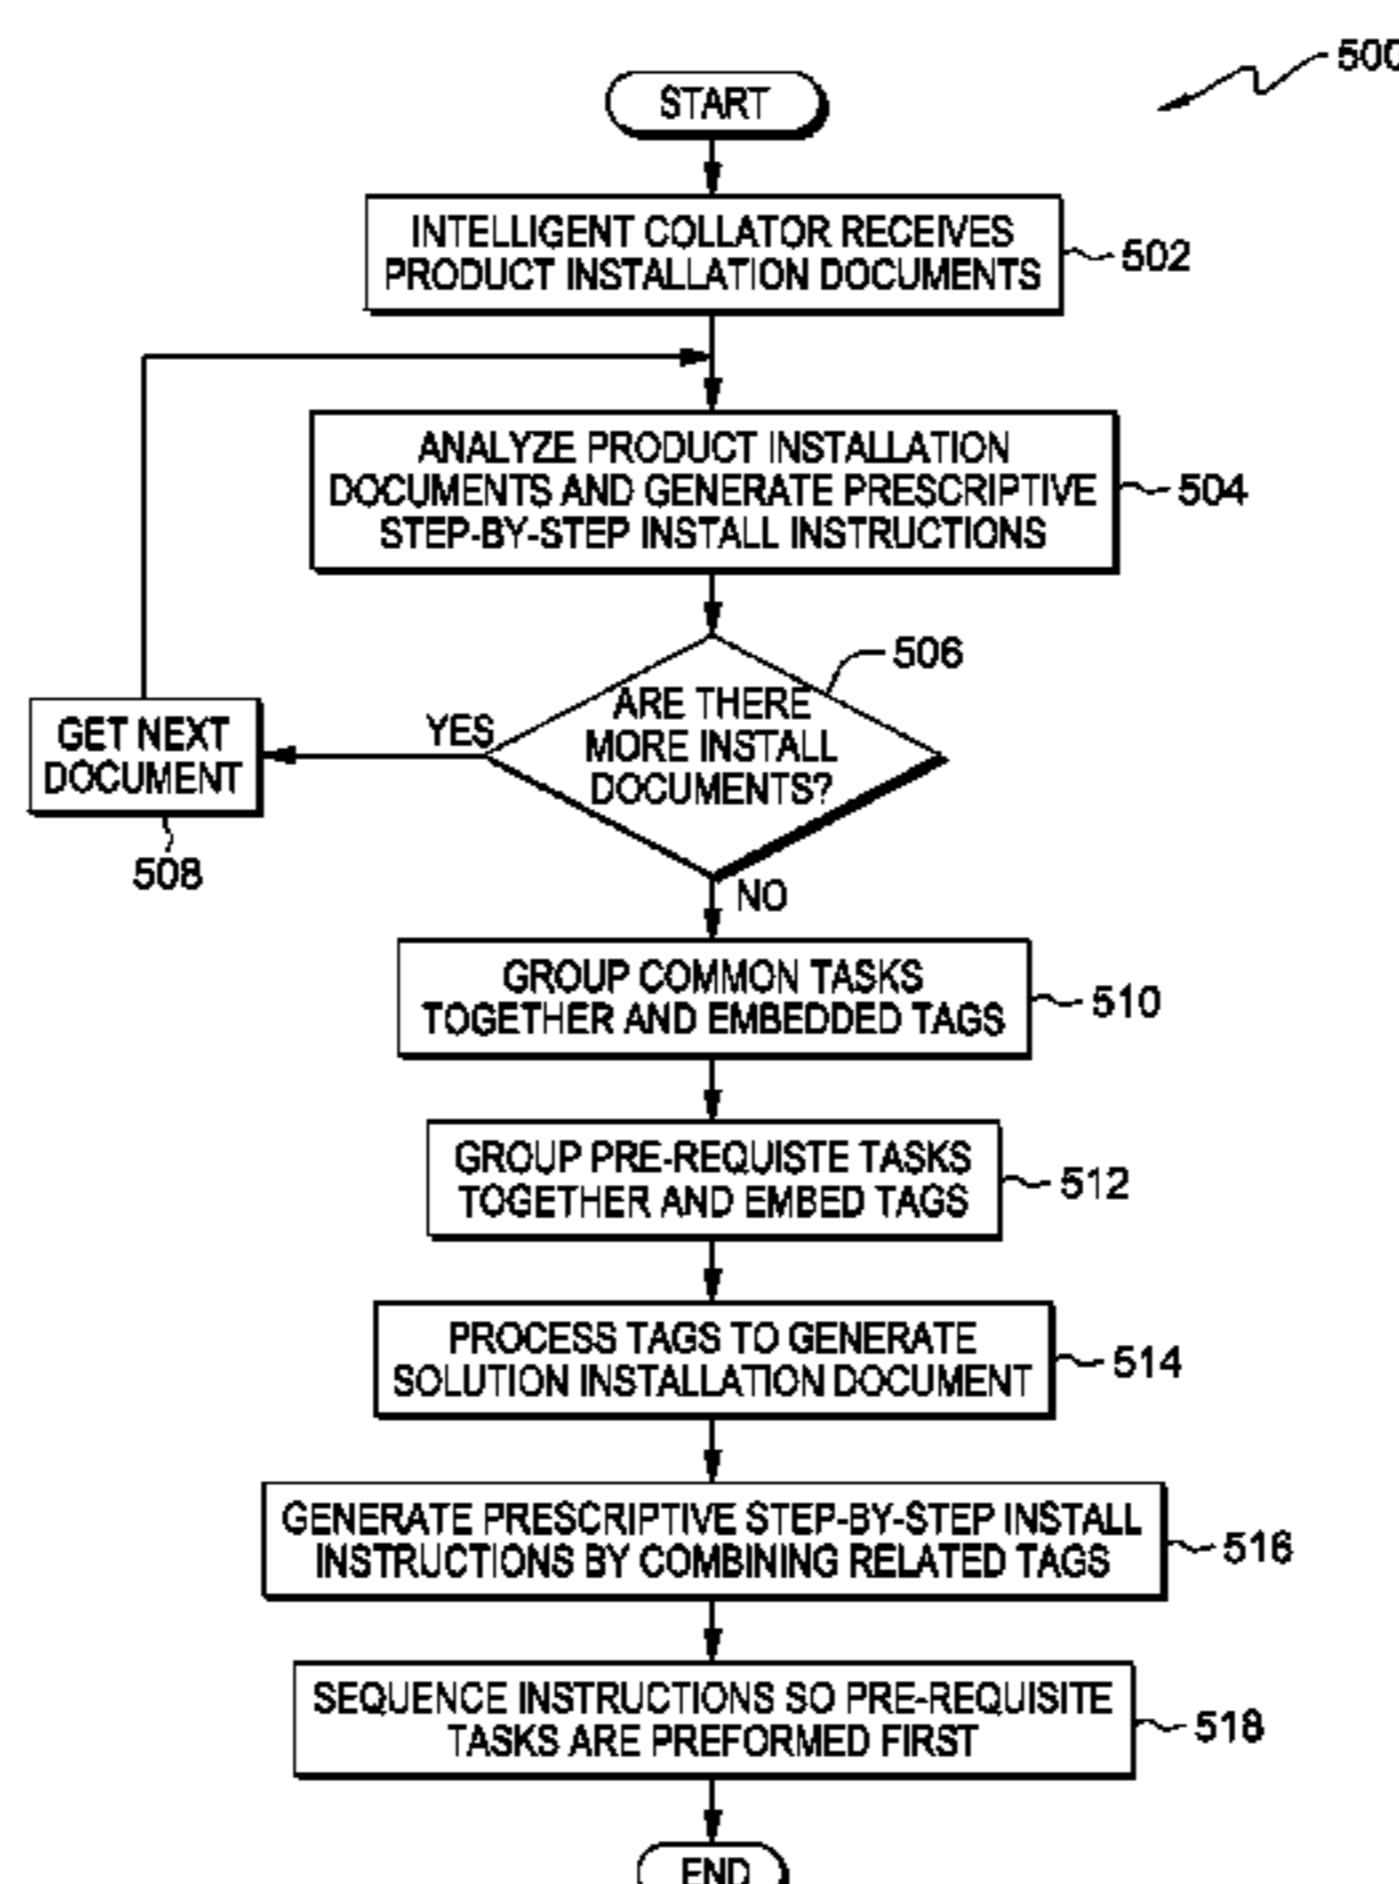 500
START
INTELLIGENT COLLATOR RECEIVES
PRODUCT INSTALLATION DOCUMENTS
502
ANALYZE PRODUCT INSTALLATION
DOCUMENTS AND GENERATE PRESCRIPTIVE
STEP-BY-STEP INSTALL INSTRUCTIONS
504
506
ARE THERE
MORE INSTALL
DOCUMENTS?
YES
GET NEXT
DOCUMENT
508
NO
GROUP COMMON TASKS
TOGETHER AND EMBEDDED TAGS
510
GROUP PRE-REQUISTE TASKS
TOGETHER AND EMBED TAGS
512
PROCESS TAGS TO GENERATE
SOLUTION INSTALLATION DOCUMENT
514
GENERATE PRESCRIPTIVE STEP-BY-STEP INSTALL
INSTRUCTIONS BY COMBINING RELATED TAGS
516
SEQUENCE INSTRUCTIONS SO PRE-REQUISITE
TASKS ARE PREFORMED FIRST
518
END